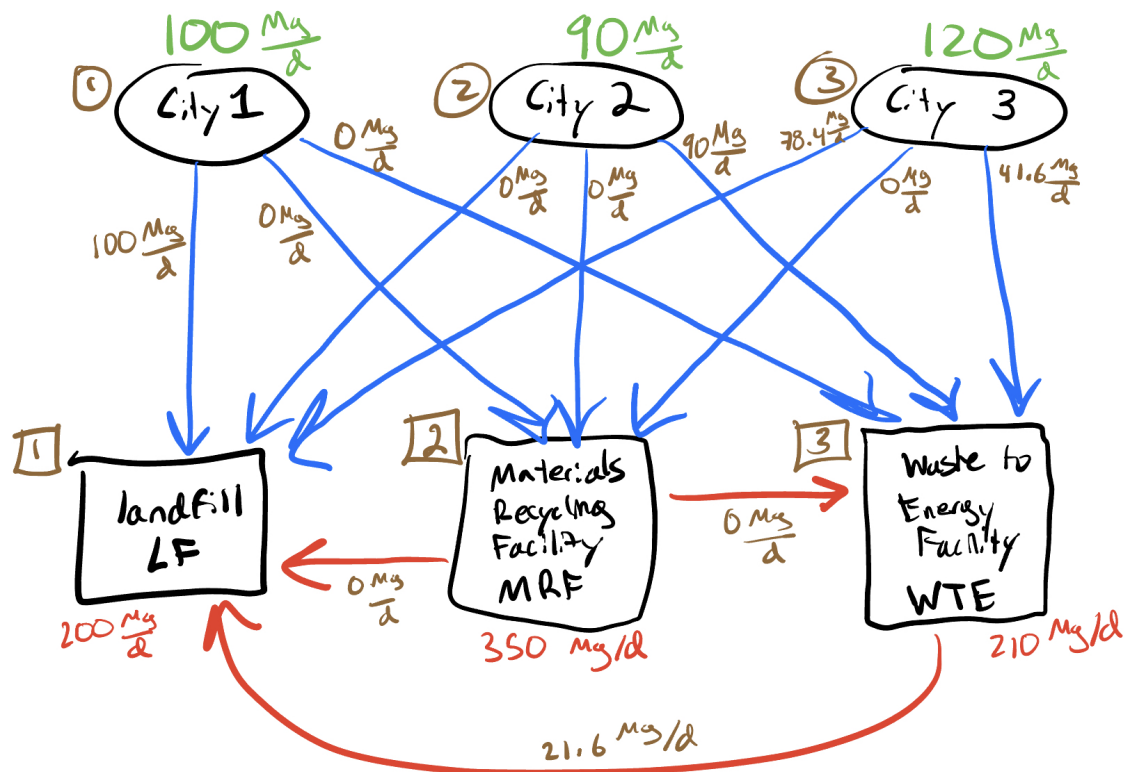 100 Mg/d
90 Mg/d
120 Mg/d
1
City 1
2
City 2
3
City 3
0 Mg/d
90 Mg/d
78.4 Mg/d
0 Mg/d
0 Mg/d
0 Mg/d
41.6 Mg/d
100 Mg/d
0 Mg/d
1
landfill
LF
200 Mg/d
2
Materials
Recycling
Facility
MRF
350 Mg/d
3
Waste to
Energy
Facility
WTE
210 Mg/d
0 Mg/d
0 Mg/d
21.6 Mg/d